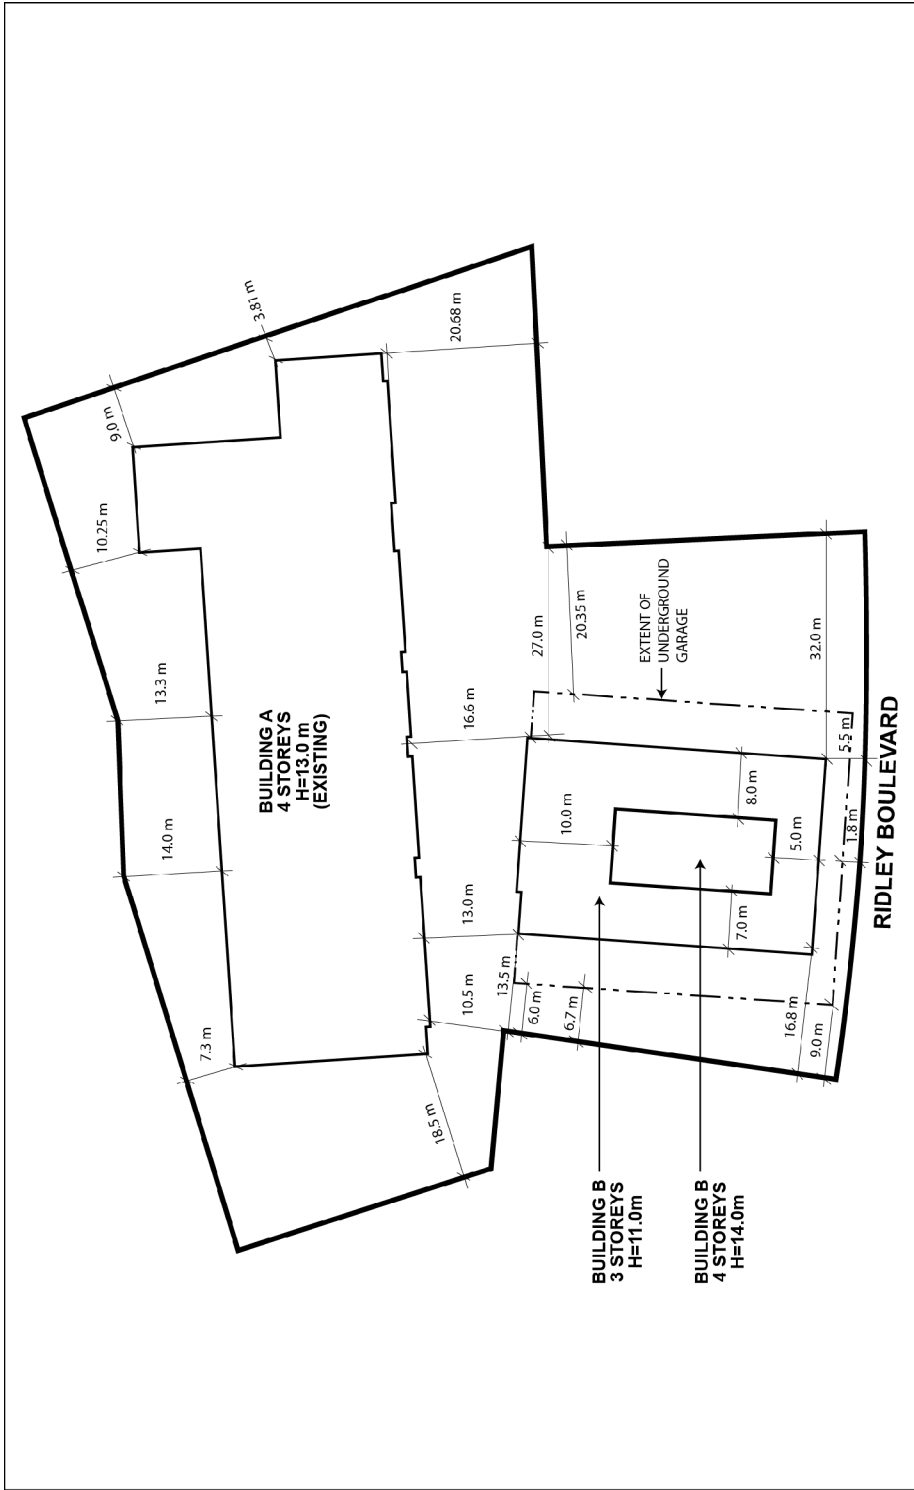 3.81 m
9.0 m
20.68 m
10.25 m
13.3 m
14.0 m
7.3 m
BUILDING A
4 STOREYS
H=13.0 m
(EXISTING)
16.6 m
13.0 m
10.5 m
18.5 m
27.0 m
20.35 m
EXTENT OF
UNDERGROUND
GARAGE
32.0 m
10.0 m
8.0 m
5.0 m
7.0 m
5.5 m
1.8 m
13.5 m
6.0 m
6.7 m
16.8 m
9.0 m
RIDLEY BOULEVARD
BUILDING B
3 STOREYS
H=11.0m
BUILDING B
4 STOREYS
H=14.0m